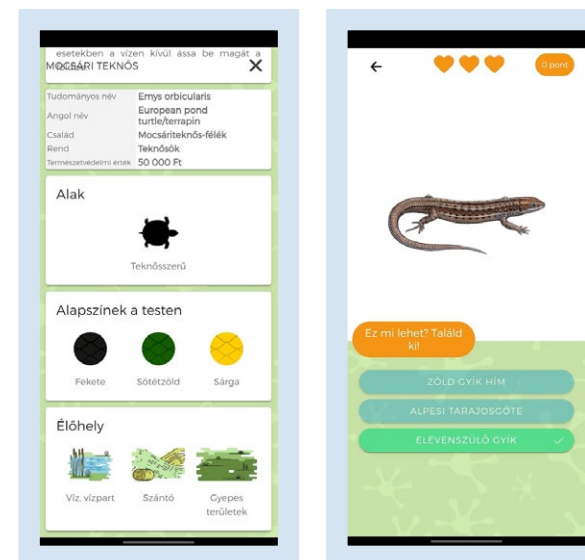 esetekben a vízen kívül ássa be magát a
MOCSÁRI TEKNŐS
Tudományos név Emys orbicularis
Angol név European pond turtle/terrapin
Család Mocsáriteknős-félék
Rend Teknősök
Természetvédelmi érték 50 000 Ft
Alak
Teknősszerű
Alapszínek a testen
Fekete Sötétzöld Sárga
Élőhely
Víz, vízpart Szántó Gyepes területek
0 pont
Ez mi lehet? Találd
ki!
ZÖLD GYÍK HÍM
ALPESI TARAJOSGŐTE
ELEVENSZÜLŐ GYÍK